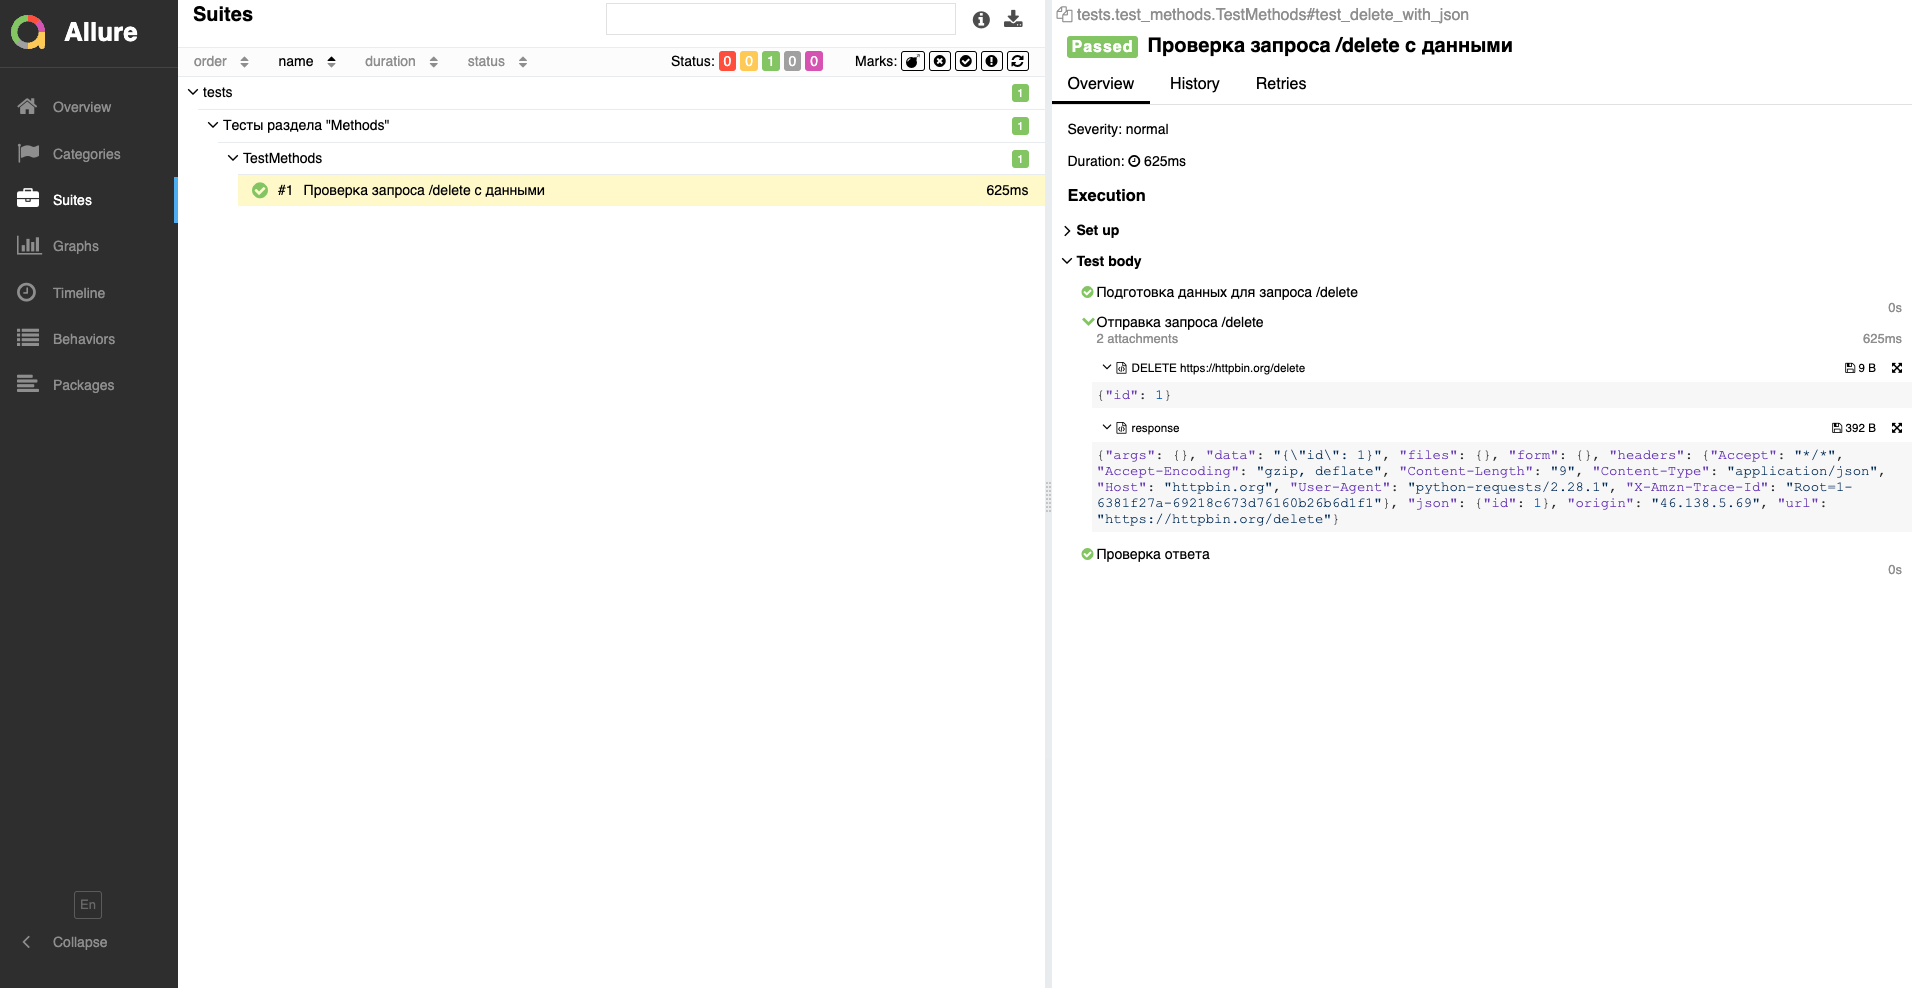 Allure
Overview
Categories
Suites
Graphs
Timeline
Behaviors
Packages
En
Collapse
Suites
order name duration status Status: 0 0 1 0 0 Marks:
tests 1
Тесты раздела "Methods" 1
TestMethods 1
#1 Проверка запроса /delete с данными 625ms
tests.test_methods.TestMethods#test_delete_with_json
Passed Проверка запроса /delete с данными
Overview History Retries
Severity: normal
Duration: 625ms
Execution
Set up
Test body
Подготовка данных для запроса /delete
0s
Отправка запроса /delete
2 attachments 625ms
DELETE https://httpbin.org/delete 9 B
{"id": 1}
response 392 B
{"args": {}, "data": "{\"id\": 1}", "files": {}, "form": {}, "headers": {"Accept": "*/*",
"Accept-Encoding": "gzip, deflate", "Content-Length": "9", "Content-Type": "application/json",
"Host": "httpbin.org", "User-Agent": "python-requests/2.28.1", "X-Amzn-Trace-Id": "Root=1-
6381f27a-69218c673d76160b26b6d1f1"}, "json": {"id": 1}, "origin": "46.138.5.69", "url":
"https://httpbin.org/delete"}
Проверка ответа
0s